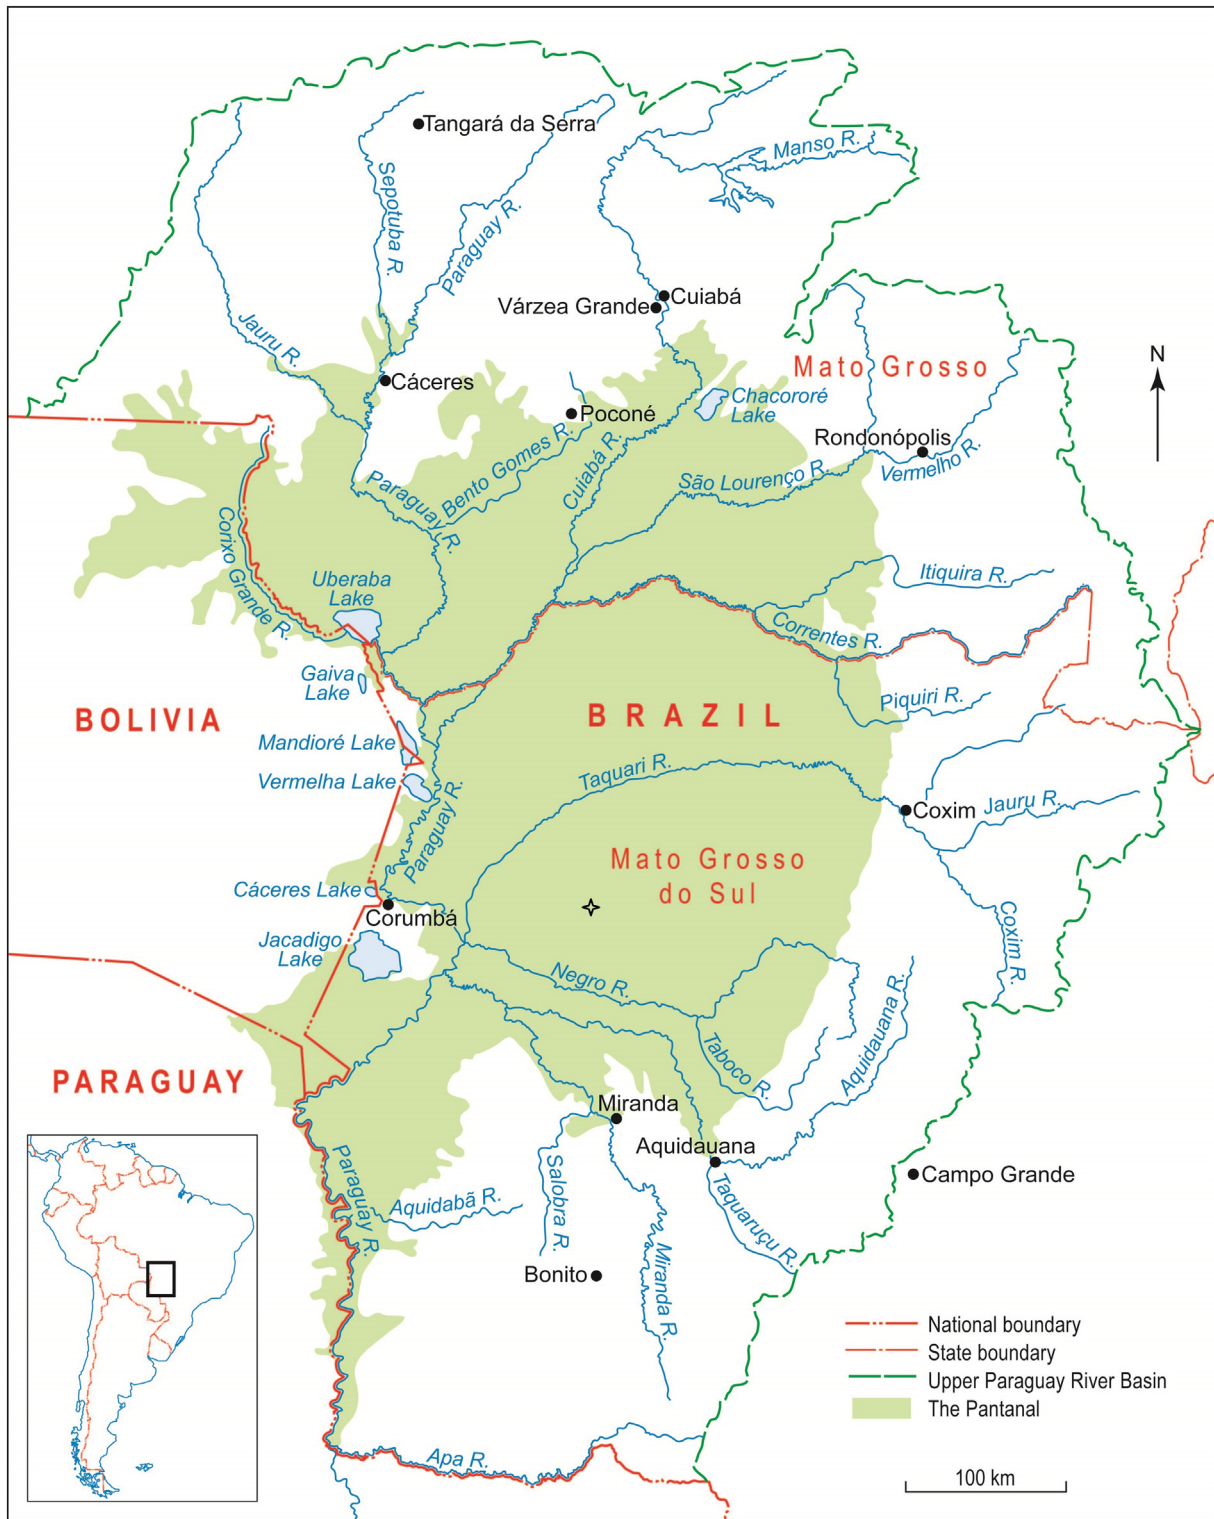 Tangará da Serra
Manso R.
Sepotuba R.
Paraguay R.
Cuiabá
Várzea Grande
Jauru R.
Mato Grosso
N
Cáceres
Chacororé
Lake
Poconé
Rondonópolis
Bento Gomes R.
Cuiabá R.
São Lourenço R.
Vermelho R.
Paraguay R.
Corixo Grande R.
Uberaba
Lake
Itiquira R.
Correntes R.
Gaiva
Lake
Piquiri R.
BOLIVIA
BRAZIL
Mandioré Lake
Vermelha Lake
Taquari R.
Paraguay R.
Coxim
Jauru R.
Mato Grosso
do Sul
Cáceres Lake
Corumbá
Jacadigo
Lake
Coxim R.
Negro R.
Aquidauana R.
Taboco R.
PARAGUAY
Miranda
Aquidauana
Paraguay R.
Aquidabã R.
Salobra R.
Taquaruçu R.
Campo Grande
Bonito
Miranda R.
National boundary
State boundary
Upper Paraguay River Basin
The Pantanal
Apa R.
100 km